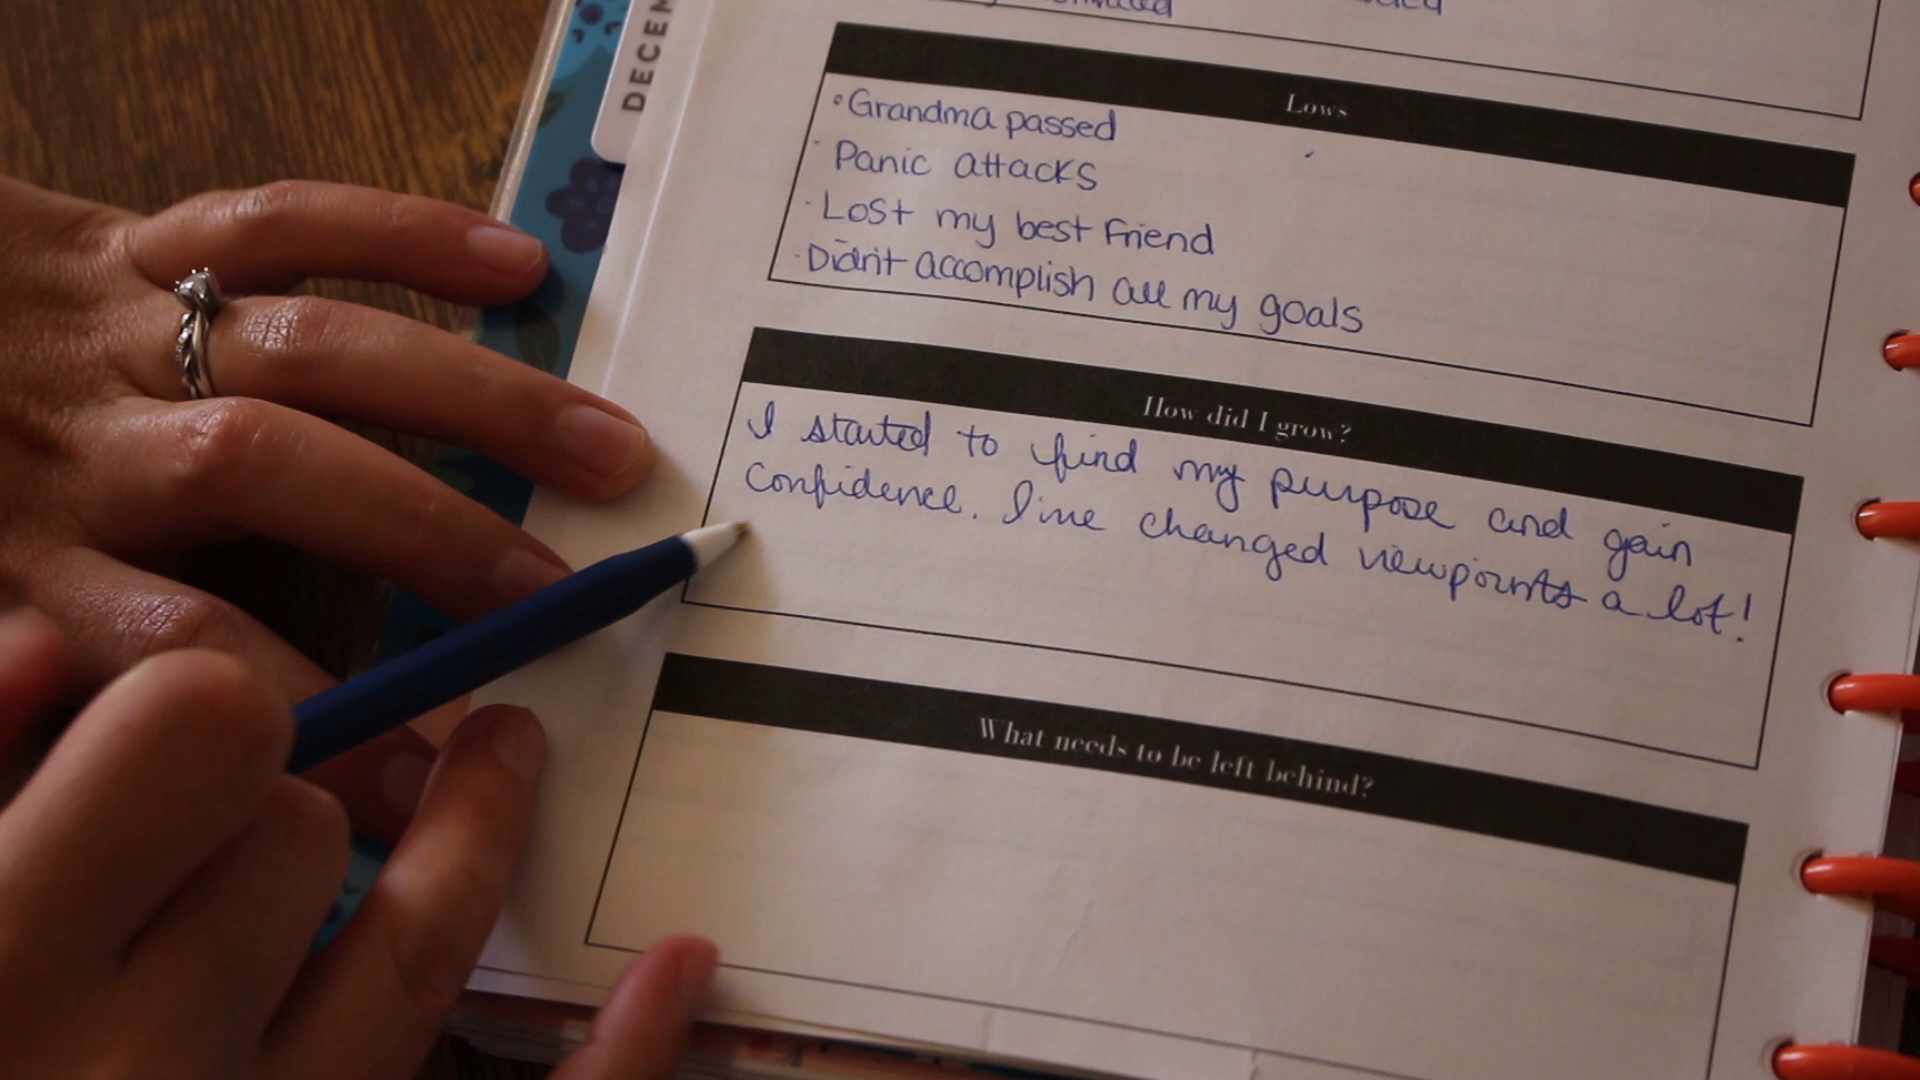 DECEM
Lows
Grandma passed
Panic attacks
Lost my best friend
Didn't accomplish all my goals
How did I grow?
I started to find my purpose and gain
confidence. I've changed viewpoints a lot!
What needs to be left behind?